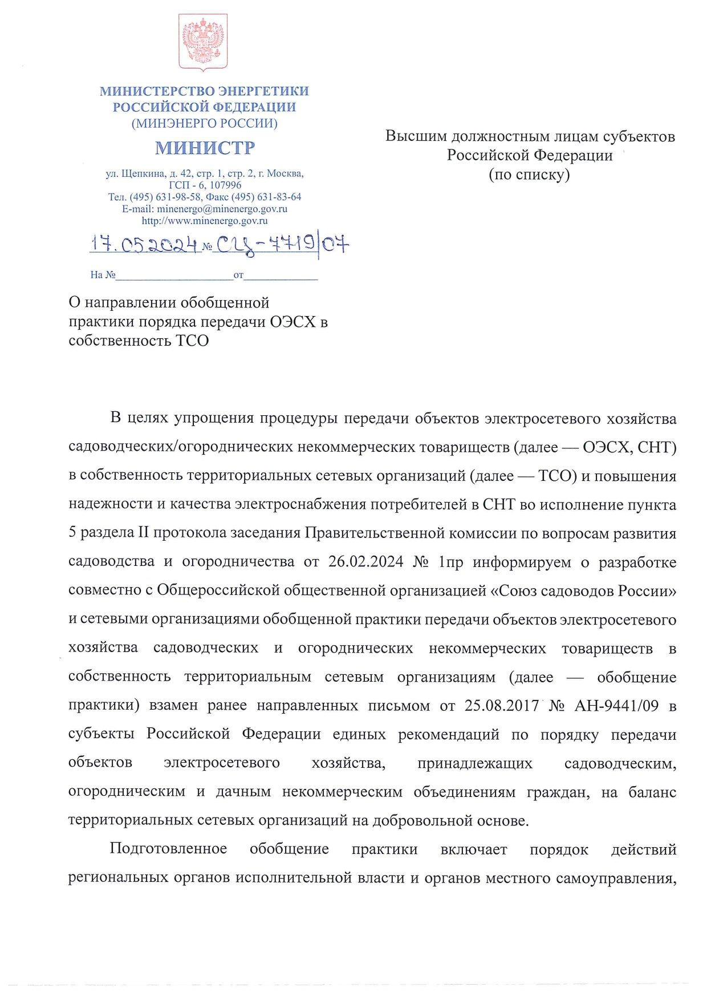 МИНИСТЕРСТВО ЭНЕРГЕТИКИ
РОССИЙСКОЙ ФЕДЕРАЦИИ
(МИНЭНЕРГО РОССИИ)
МИНИСТР
ул. Щепкина, д. 42, стр. 1, стр. 2, г. Москва,
ГСП - 6, 107996
Тел. (495) 631-98-58, Факс (495) 631-83-64
E-mail: minenergo@minenergo.gov.ru
http://www.minenergo.gov.ru
17.05 2024 № СЦ-7719/07
На № от
Высшим должностным лицам субъектов
Российской Федерации
(по списку)
О направлении обобщенной
практики порядка передачи ОЭСХ в
собственность ТСО
В целях упрощения процедуры передачи объектов электросетевого хозяйства
садоводческих/огороднических некоммерческих товариществ (далее — ОЭСХ, СНТ)
в собственность территориальных сетевых организаций (далее — ТСО) и повышения
надежности и качества электроснабжения потребителей в СНТ во исполнение пункта
5 раздела II протокола заседания Правительственной комиссии по вопросам развития
садоводства и огородничества от 26.02.2024 № 1пр информируем о разработке
совместно с Общероссийской общественной организацией «Союз садоводов России»
и сетевыми организациями обобщенной практики передачи объектов электросетевого
хозяйства садоводческих и огороднических некоммерческих товариществ в
собственность территориальным сетевым организациям (далее — обобщение
практики) взамен ранее направленных письмом от 25.08.2017 № АН-9441/09 в
субъекты Российской Федерации единых рекомендаций по порядку передачи
объектов электросетевого хозяйства, принадлежащих садоводческим,
огородническим и дачным некоммерческим объединениям граждан, на баланс
территориальных сетевых организаций на добровольной основе.
Подготовленное обобщение практики включает порядок действий
региональных органов исполнительной власти и органов местного самоуправления,